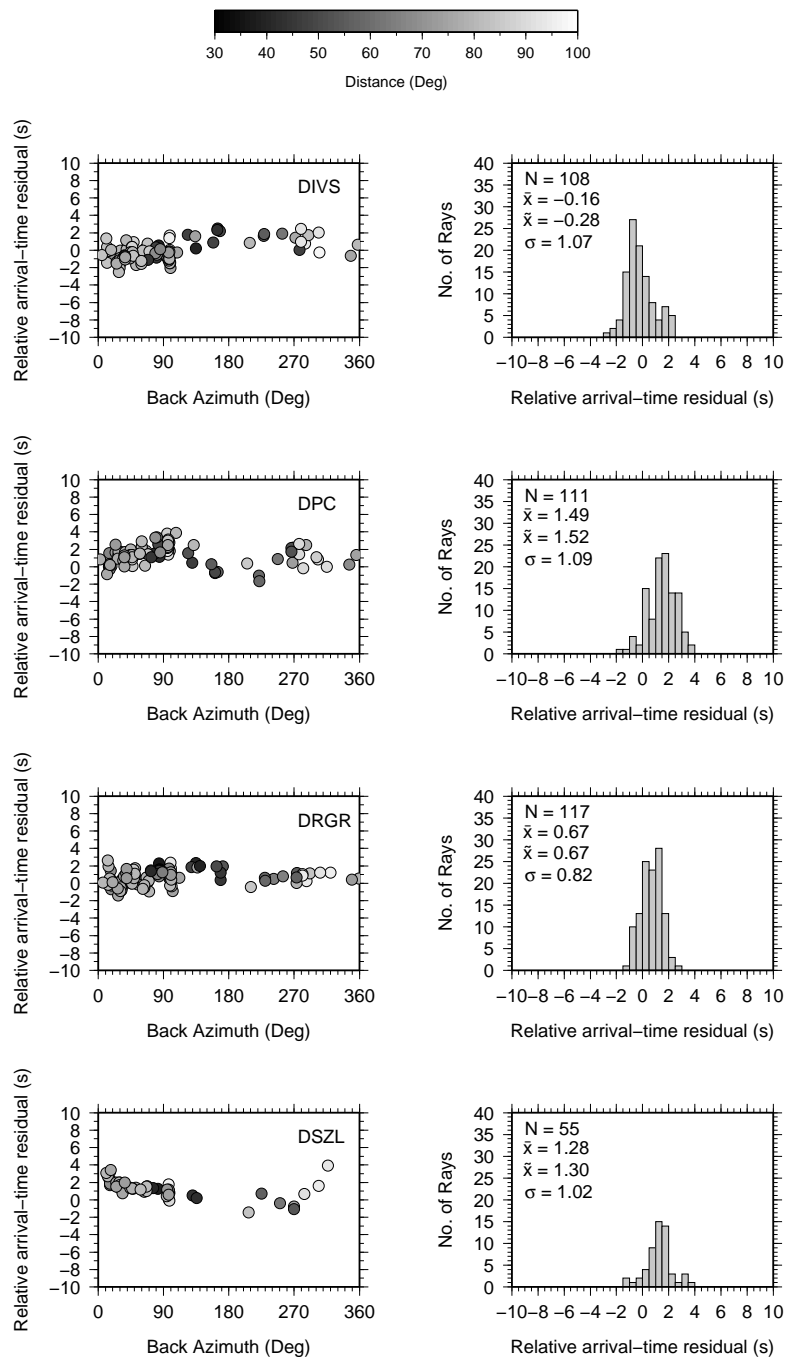 30 40 50 60 70 80 90 100
Distance (Deg)
Relative arrival−time residual (s)
10
8
6
4
2
0
−2
−4
−6
−8
−10
DIVS
0 90 180 270 360
Back Azimuth (Deg)
No. of Rays
40
35
30
25
20
15
10
5
0
N = 108
x̄ = −0.16
x̃ = −0.28
σ = 1.07
−10 −8 −6 −4 −2 0 2 4 6 8 10
Relative arrival−time residual (s)
Relative arrival−time residual (s)
10
8
6
4
2
0
−2
−4
−6
−8
−10
DPC
0 90 180 270 360
Back Azimuth (Deg)
No. of Rays
40
35
30
25
20
15
10
5
0
N = 111
x̄ = 1.49
x̃ = 1.52
σ = 1.09
−10 −8 −6 −4 −2 0 2 4 6 8 10
Relative arrival−time residual (s)
Relative arrival−time residual (s)
10
8
6
4
2
0
−2
−4
−6
−8
−10
DRGR
0 90 180 270 360
Back Azimuth (Deg)
No. of Rays
40
35
30
25
20
15
10
5
0
N = 117
x̄ = 0.67
x̃ = 0.67
σ = 0.82
−10 −8 −6 −4 −2 0 2 4 6 8 10
Relative arrival−time residual (s)
Relative arrival−time residual (s)
10
8
6
4
2
0
−2
−4
−6
−8
−10
DSZL
0 90 180 270 360
Back Azimuth (Deg)
No. of Rays
40
35
30
25
20
15
10
5
0
N = 55
x̄ = 1.28
x̃ = 1.30
σ = 1.02
−10 −8 −6 −4 −2 0 2 4 6 8 10
Relative arrival−time residual (s)